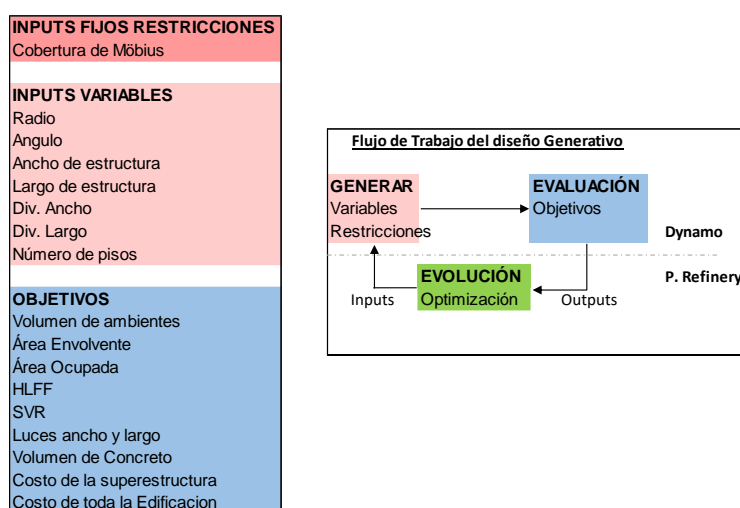 INPUTS FIJOS RESTRICCIONES
Cobertura de Möbius
INPUTS VARIABLES
Radio
Angulo
Ancho de estructura
Largo de estructura
Div. Ancho
Div. Largo
Número de pisos
OBJETIVOS
Volumen de ambientes
Área Envolvente
Área Ocupada
HLFF
SVR
Luces ancho y largo
Volumen de Concreto
Costo de la superestructura
Costo de toda la Edificacion
Flujo de Trabajo del diseño Generativo
GENERAR
Variables
Restricciones
EVALUACIÓN
Objetivos
Dynamo
EVOLUCIÓN
Optimización
Inputs
Outputs
P. Refinery